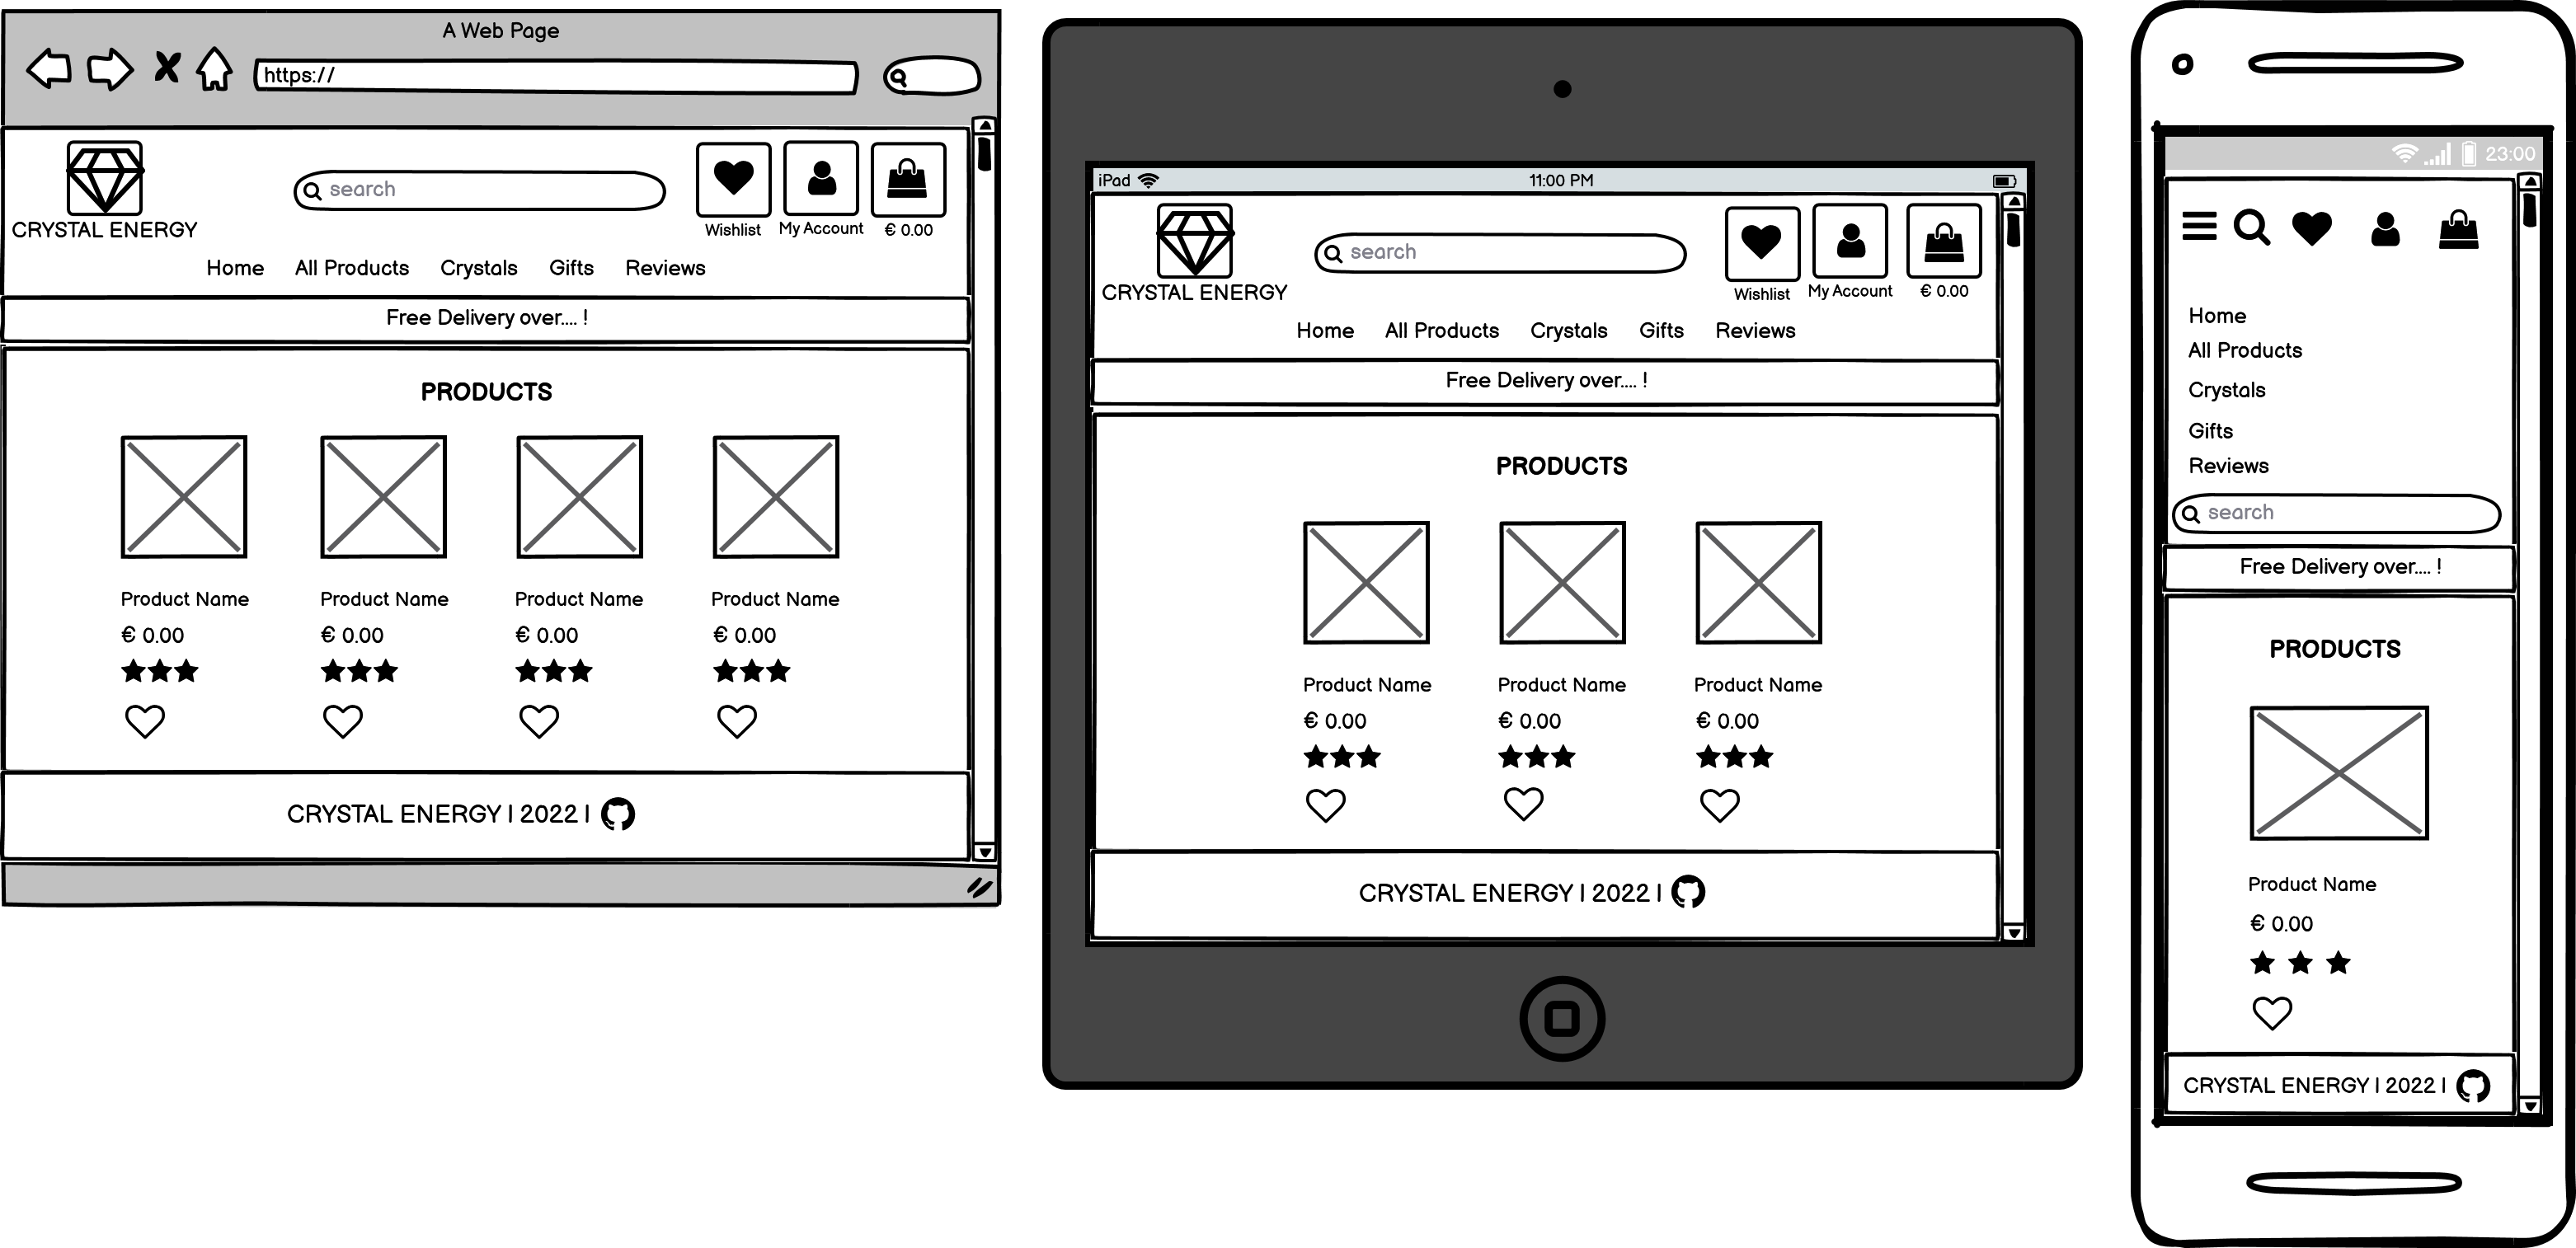 A Web Page
https://
search
CRYSTAL ENERGY
Wishlist My Account € 0.00
Home All Products Crystals Gifts Reviews
Free Delivery over.... !
PRODUCTS
Product Name Product Name Product Name Product Name
€ 0.00 € 0.00 € 0.00 € 0.00
CRYSTAL ENERGY | 2022 |
iPad 11:00 PM
search
CRYSTAL ENERGY
Wishlist My Account € 0.00
Home All Products Crystals Gifts Reviews
Free Delivery over.... !
PRODUCTS
Product Name Product Name Product Name
€ 0.00 € 0.00 € 0.00
CRYSTAL ENERGY | 2022 |
23:00
Home
All Products
Crystals
Gifts
Reviews
search
Free Delivery over.... !
PRODUCTS
Product Name
€ 0.00
CRYSTAL ENERGY | 2022 |